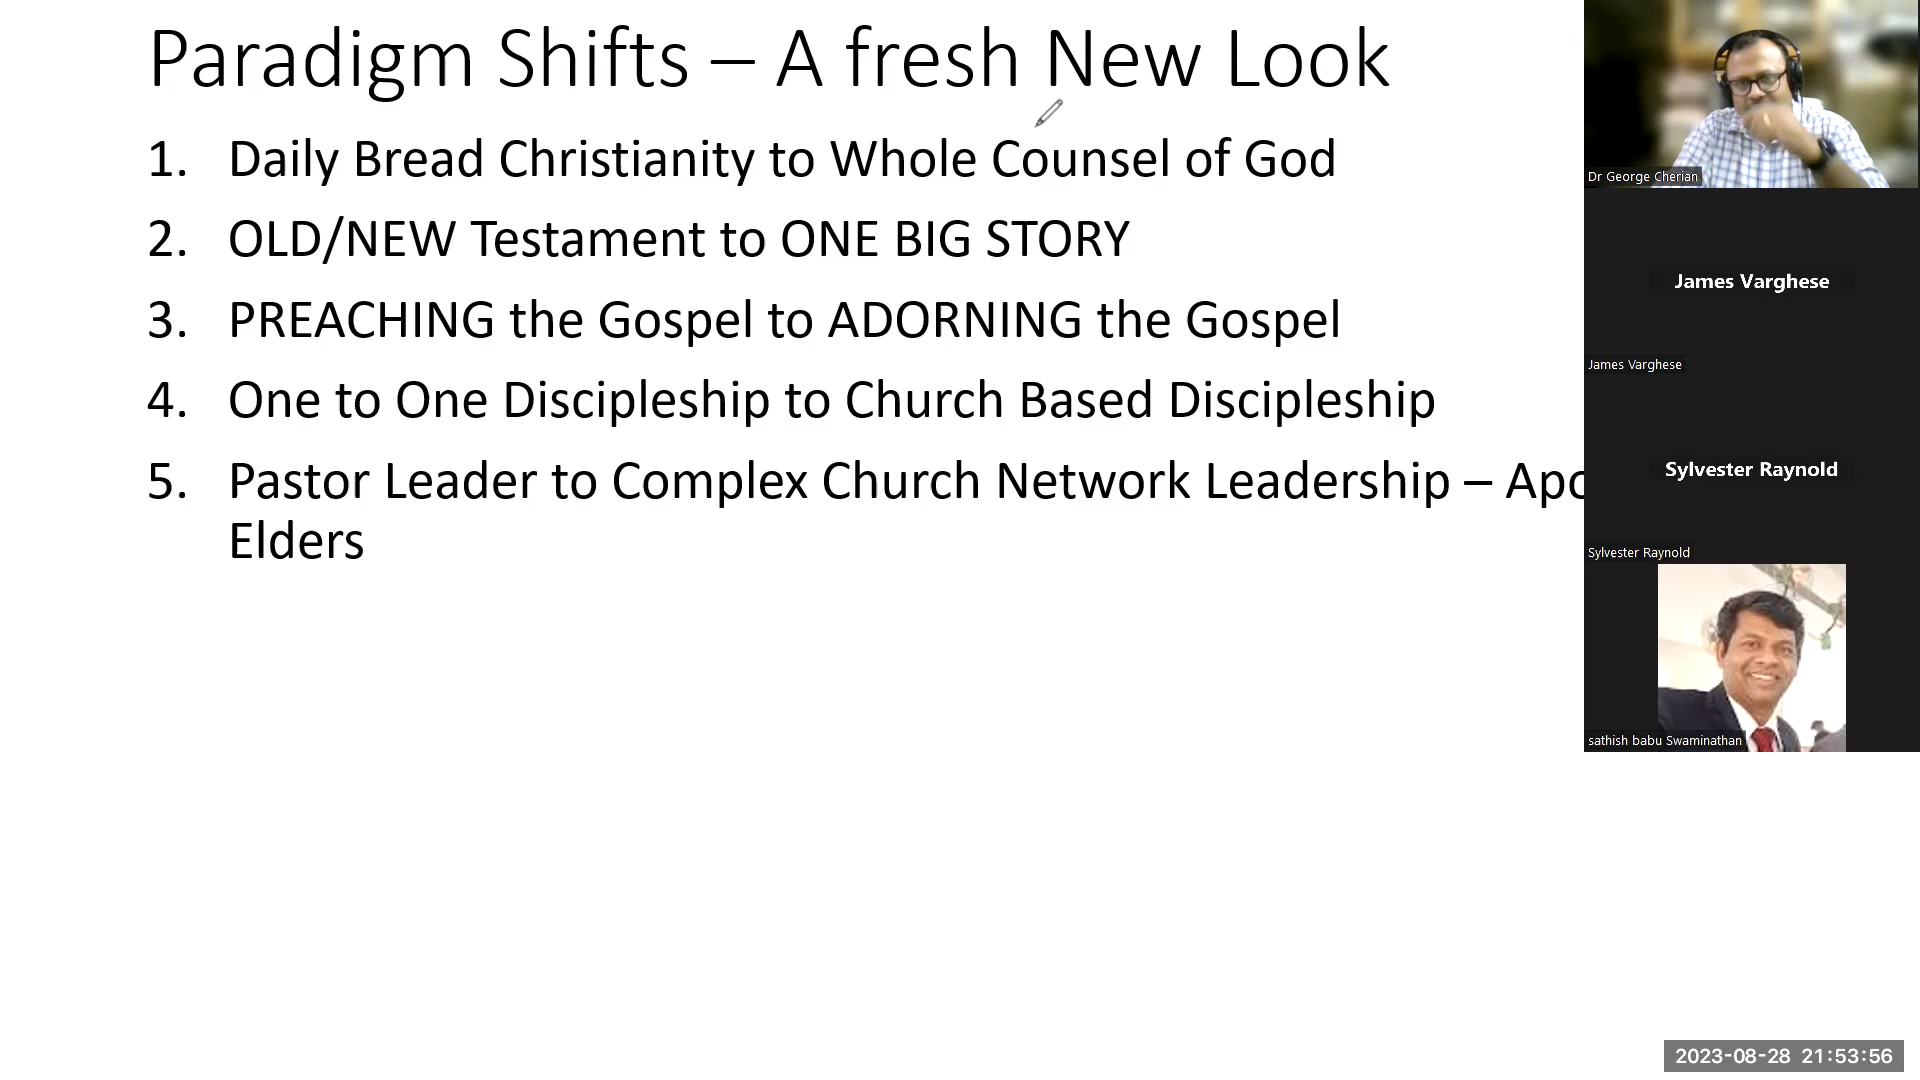 Paradigm Shifts – A fresh New Look
1. Daily Bread Christianity to Whole Counsel of God
2. OLD/NEW Testament to ONE BIG STORY
3. PREACHING the Gospel to ADORNING the Gospel
4. One to One Discipleship to Church Based Discipleship
5. Pastor Leader to Complex Church Network Leadership –
Elders
Dr George Cherian
James Varghese
James Varghese
Sylvester Raynold
Sylvester Raynold
sathish babu Swaminathan
2023-08-28 21:53:56